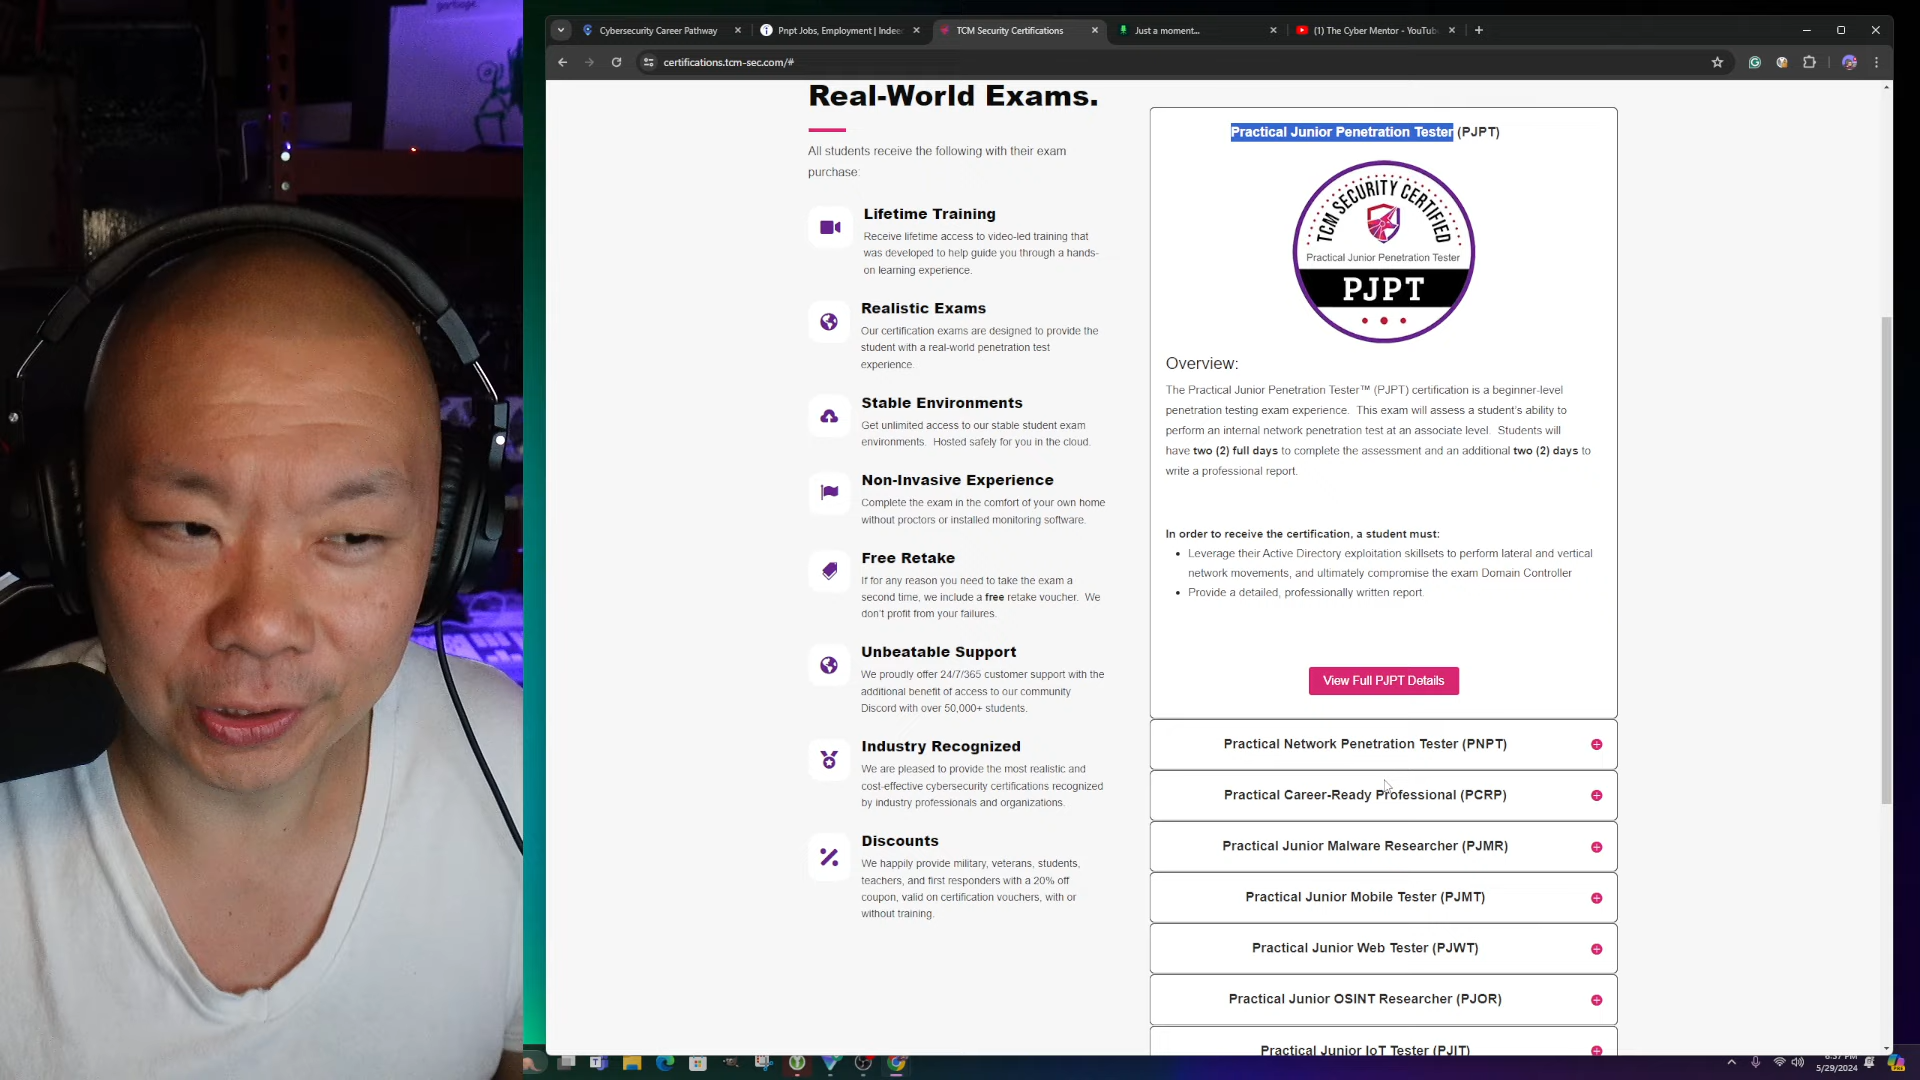 garbage.
Cybersecurity Career Pathway
Pnpt Jobs, Employment | Indee
TCM Security Certifications
Just a moment...
(1) The Cyber Mentor - YouTub
certifications.tcm-sec.com/#
Real-World Exams.
All students receive the following with their exam
purchase:
Lifetime Training
Receive lifetime access to video-led training that
was developed to help guide you through a hands-
on learning experience.
Realistic Exams
Our certification exams are designed to provide the
student with a real-world penetration test
experience.
Stable Environments
Get unlimited access to our stable student exam
environments. Hosted safely for you in the cloud.
Non-Invasive Experience
Complete the exam in the comfort of your own home
without proctors or installed monitoring software.
Free Retake
If for any reason you need to take the exam a
second time, we include a free retake voucher. We
don't profit from your failures.
Unbeatable Support
We proudly offer 24/7/365 customer support with the
additional benefit of access to our community
Discord with over 50,000+ students.
Industry Recognized
We are pleased to provide the most realistic and
cost-effective cybersecurity certifications recognized
by industry professionals and organizations.
Discounts
We happily provide military, veterans, students,
teachers, and first responders with a 20% off
coupon, valid on certification vouchers, with or
without training.
Practical Junior Penetration Tester (PJPT)
TCM SECURITY CERTIFIED
Practical Junior Penetration Tester
PJPT
Overview:
The Practical Junior Penetration Tester™ (PJPT) certification is a beginner-level
penetration testing exam experience. This exam will assess a student's ability to
perform an internal network penetration test at an associate level. Students will
have two (2) full days to complete the assessment and an additional two (2) days to
write a professional report.
In order to receive the certification, a student must:
• Leverage their Active Directory exploitation skillsets to perform lateral and vertical
network movements, and ultimately compromise the exam Domain Controller
• Provide a detailed, professionally written report.
View Full PJPT Details
Practical Network Penetration Tester (PNPT)
Practical Career-Ready Professional (PCRP)
Practical Junior Malware Researcher (PJMR)
Practical Junior Mobile Tester (PJMT)
Practical Junior Web Tester (PJWT)
Practical Junior OSINT Researcher (PJOR)
Practical Junior IoT Tester (PJIT)
6:37 PM
5/29/2024